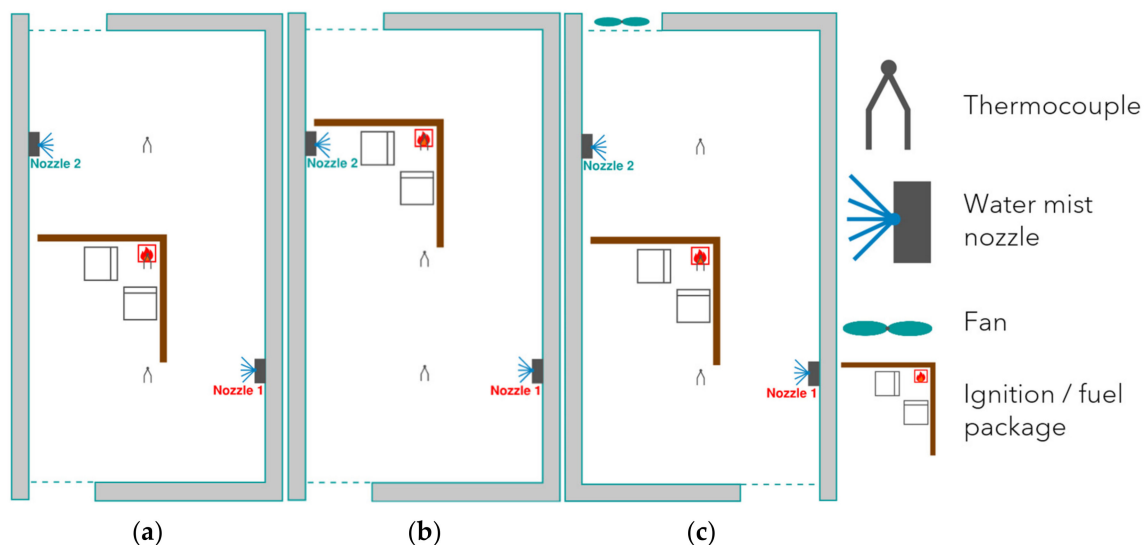 Nozzle 2
Nozzle 1
Nozzle 2
Nozzle 1
Nozzle 2
Nozzle 1
Thermocouple
Water mist
nozzle
Fan
Ignition / fuel
package
(a)
(b)
(c)